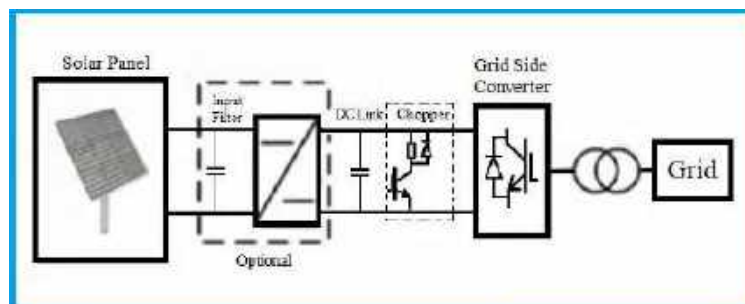 Solar Panel
Input
Filter
Optional
DC Link
Chopper
Grid Side
Converter
Grid